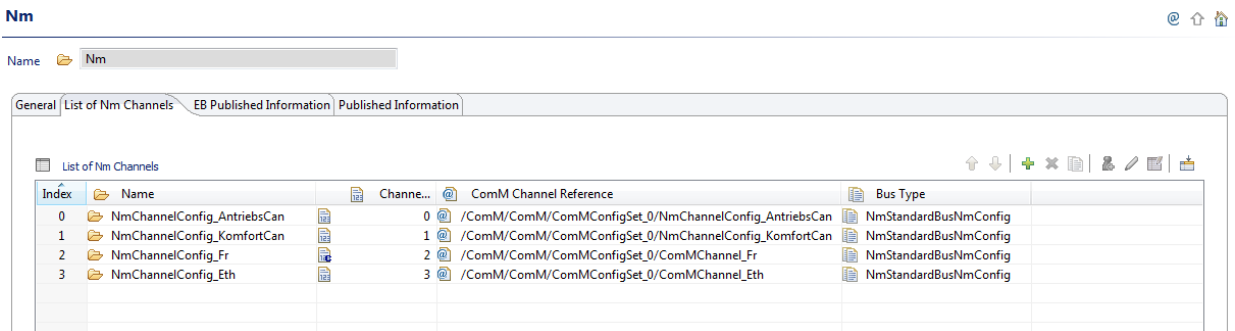 Nm
Name Nm
General List of Nm Channels EB Published Information Published Information
List of Nm Channels
Index Name Channe... ComM Channel Reference Bus Type
0 NmChannelConfig_AntriebsCan 0 /ComM/ComM/ComMConfigSet_0/NmChannelConfig_AntriebsCan NmStandardBusNmConfig
1 NmChannelConfig_KomfortCan 1 /ComM/ComM/ComMConfigSet_0/NmChannelConfig_KomfortCan NmStandardBusNmConfig
2 NmChannelConfig_Fr 2 /ComM/ComM/ComMConfigSet_0/ComMChannel_Fr NmStandardBusNmConfig
3 NmChannelConfig_Eth 3 /ComM/ComM/ComMConfigSet_0/ComMChannel_Eth NmStandardBusNmConfig